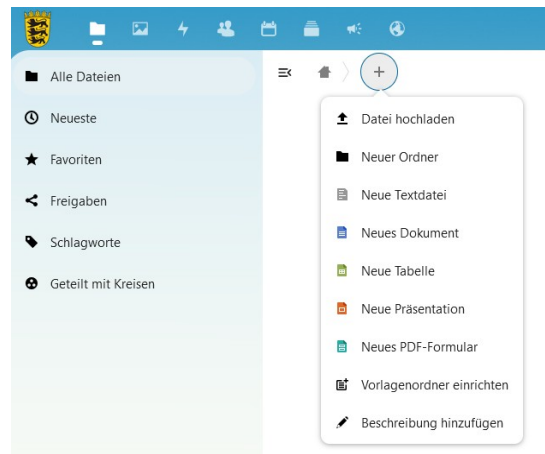 Alle Dateien
Neueste
Favoriten
Freigaben
Schlagworte
Geteilt mit Kreisen
Datei hochladen
Neuer Ordner
Neue Textdatei
Neues Dokument
Neue Tabelle
Neue Präsentation
Neues PDF-Formular
Vorlagenordner einrichten
Beschreibung hinzufügen